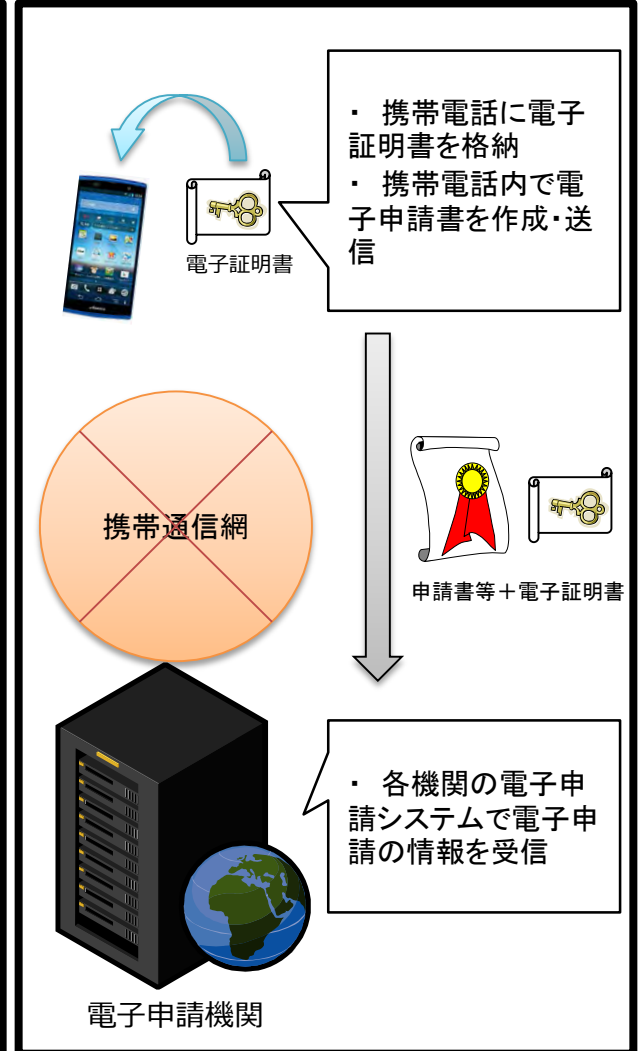 ・ 携帯電話に電子
証明書を格納
・ 携帯電話内で電
子申請書を作成・送
信
電子証明書
携帯通信網
申請書等＋電子証明書
・ 各機関の電子申
請システムで電子申
請の情報を受信
電子申請機関